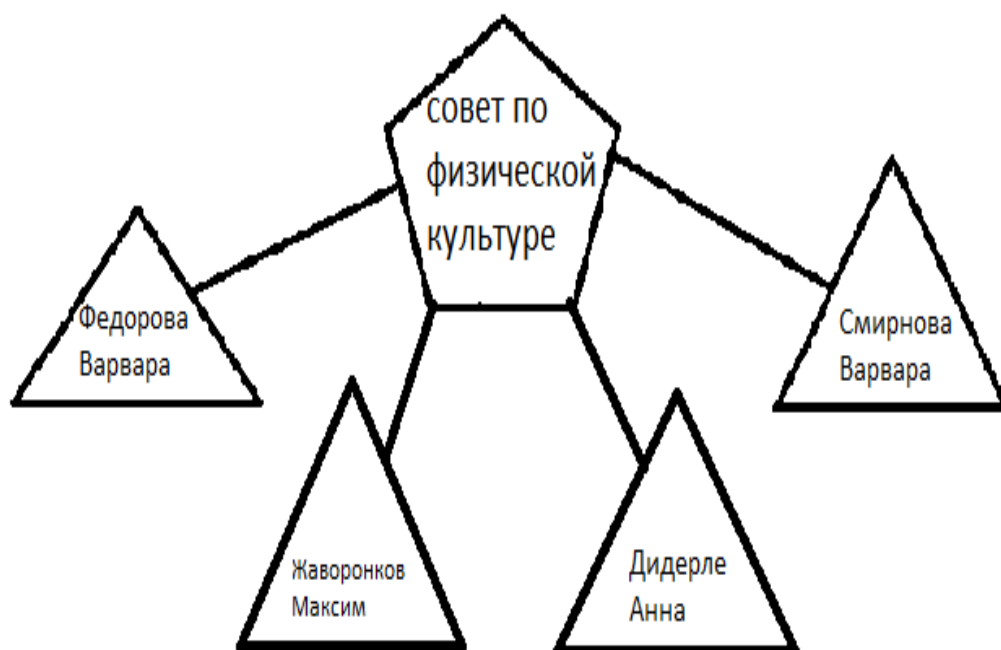 совет по
физической
культуре
Федорова
Варвара
Смирнова
Варвара
Жаворонков
Максим
Дидерле
Анна